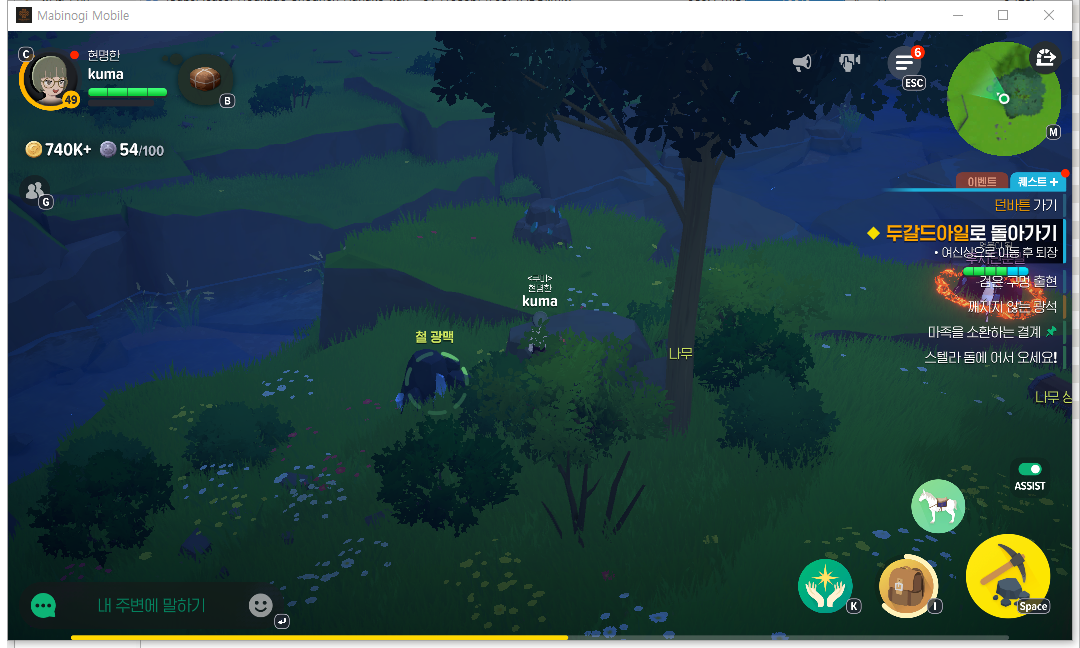 Mabinogi Mobile
C
현명한
kuma
49
B
740K+
54/100
G
6
ESC
M
이벤트
퀘스트 +
던바튼 가기
두갈드아일로 돌아가기
• 여신상으로 이동 후 퇴장
검은 구멍 출현
깨지지 않는 광석
마족을 소환하는 결계
스텔라 돔에 어서 오세요!
현명한
kuma
철 광맥
나무
나무 상
ASSIST
내 주변에 말하기
K
I
Space